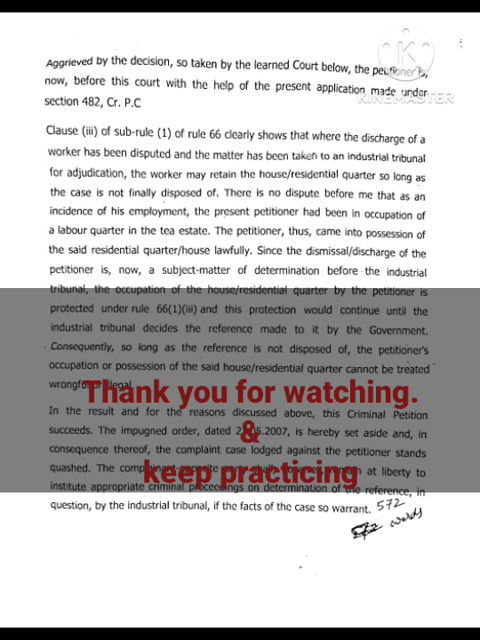 Aggrieved by the decision, so taken by the learned Court below, the petitioner is,
now, before this court with the help of the present application made under
section 482, Cr. P.C
K
KINEMASTER
Clause (iii) of sub-rule (1) of rule 66 clearly shows that where the discharge of a
worker has been disputed and the matter has been taken to an industrial tribunal
for adjudication, the worker may retain the house/residential quarter so long as
the case is not finally disposed of. There is no dispute before me that as an
incidence of his employment, the present petitioner had been in occupation of
a labour quarter in the tea estate. The petitioner, thus, came into possession of
the said residential quarter/house lawfully. Since the dismissal/discharge of the
petitioner is, now, a subject-matter of determination before the industrial
tribunal, the occupation of the house/residential quarter by the petitioner is
protected under rule 66(1)(iii) and this protection would continue until the
industrial tribunal decides the reference made to it by the Government.
Consequently, so long as the reference is not disposed of, the petitioner's
occupation or possession of the said house/residential quarter cannot be treated
Thank you for watching.
&
keep practicing
In the result and for the reasons discussed above, this Criminal Petition
succeeds. The impugned order, dated .2007, is hereby set aside and, in
consequence thereof, the complaint case lodged against the petitioner stands
quashed. The at liberty to
institute appropriate criminal proceedings on determination of the reference, in
question, by the industrial tribunal, if the facts of the case so warrant. 572
words